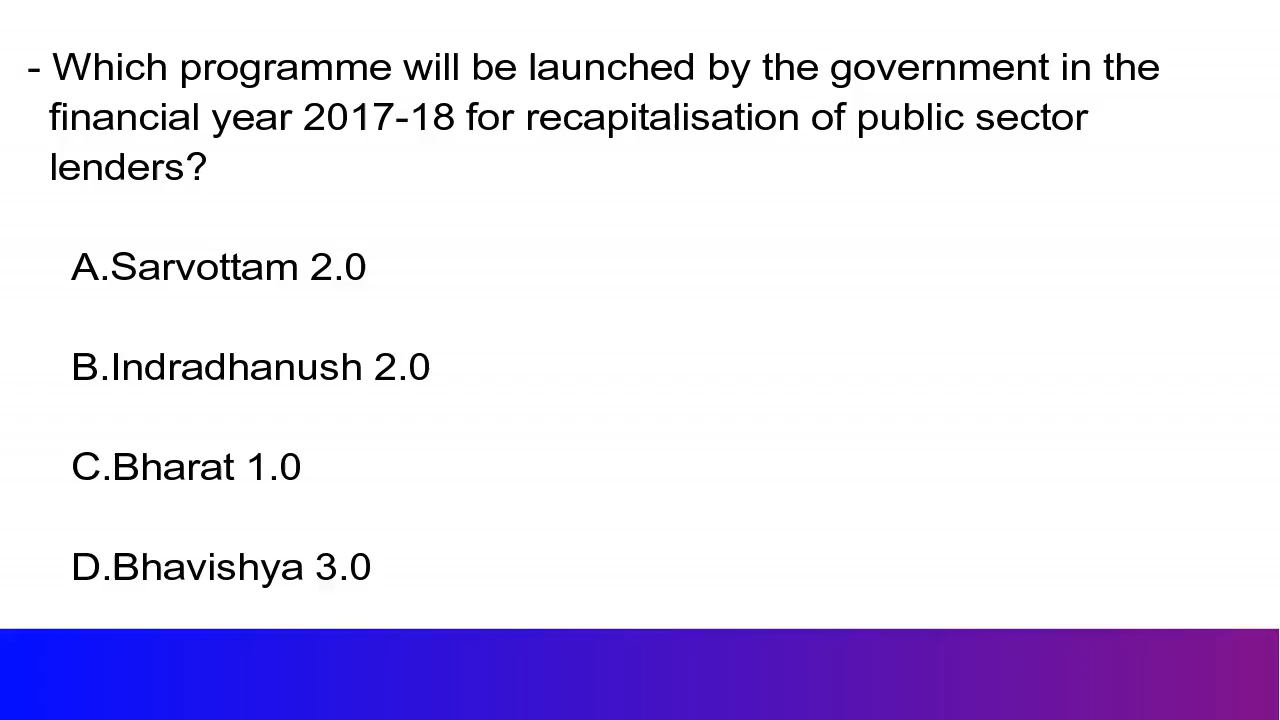 - Which programme will be launched by the government in the
financial year 2017-18 for recapitalisation of public sector
lenders?
A.Sarvottam 2.0
B.Indradhanush 2.0
C.Bharat 1.0
D.Bhavishya 3.0